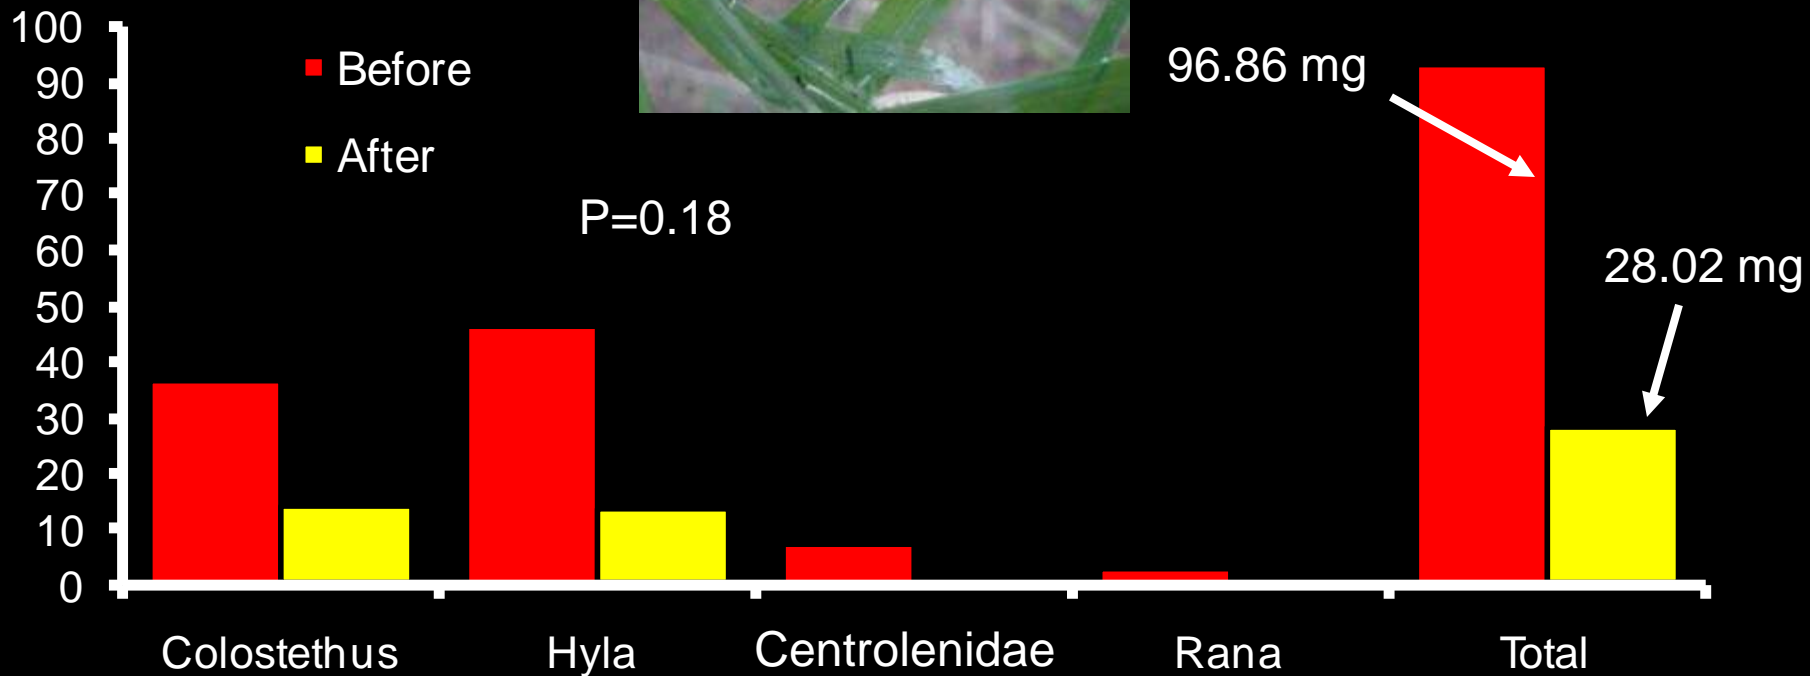 100
90
80
70
60
50
40
30
20
10
0
Before
After
P=0.18
96.86 mg
28.02 mg
Colostethus
Hyla
Centrolenidae
Rana
Total